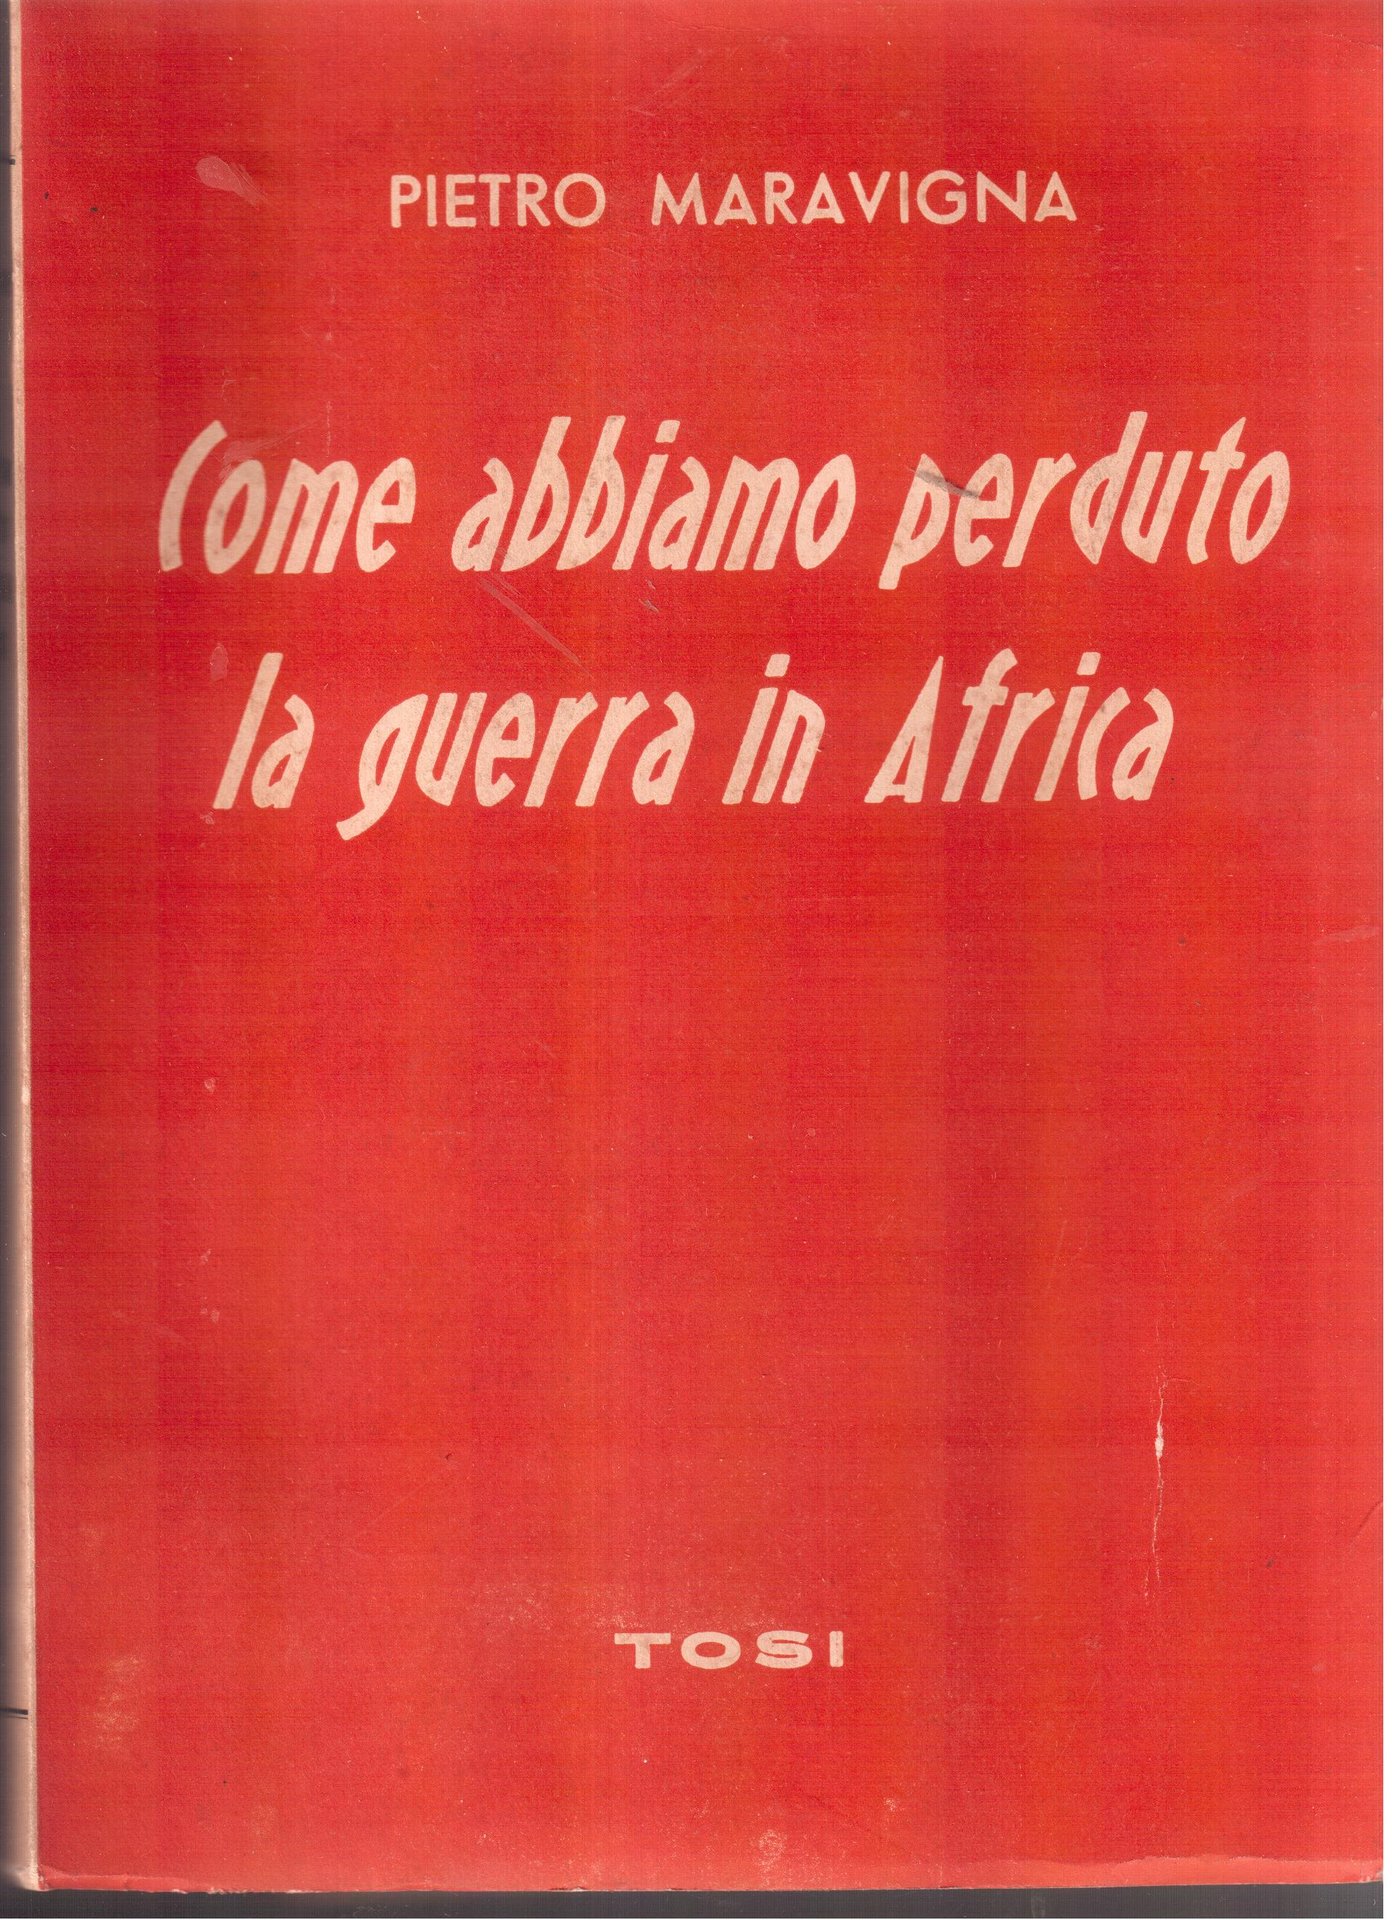 PIETRO MARAVIGNA
Come abbiamo perduto
la guerra in Africa
TOSI